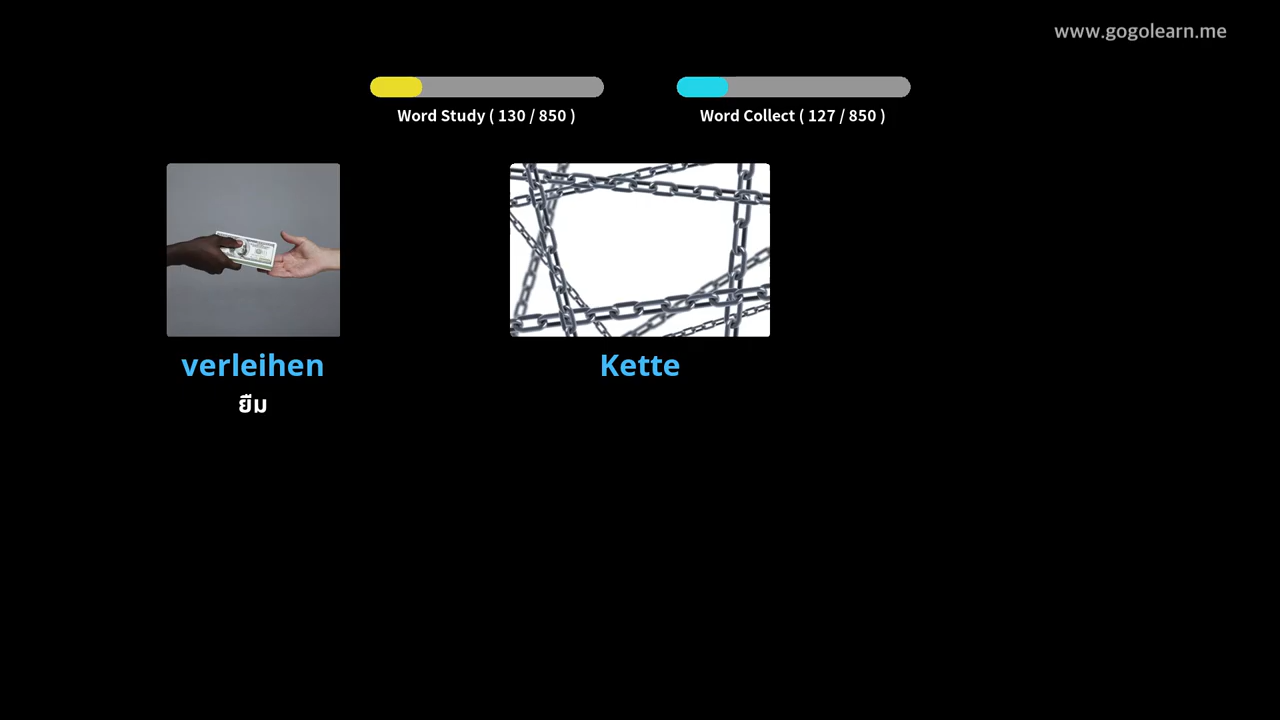 www.gogolearn.me
Word Study ( 130 / 850 )
Word Collect ( 127 / 850 )
verleihen
ยืม
Kette